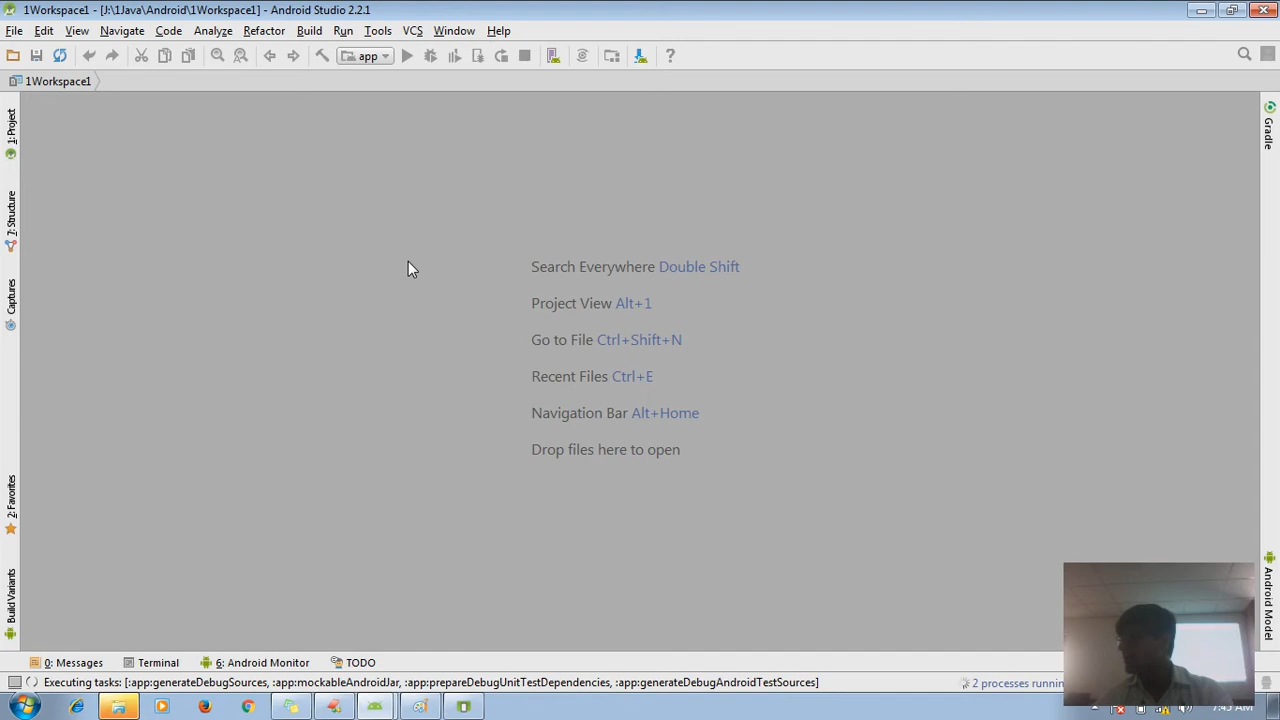 1Workspace1 - [J:\1Java\Android\1Workspace1] - Android Studio 2.2.1
File Edit View Navigate Code Analyze Refactor Build Run Tools VCS Window Help
app
1Workspace1
1: Project
7: Structure
Captures
2: Favorites
Build Variants
Gradle
Android Model
Search Everywhere Double Shift
Project View Alt+1
Go to File Ctrl+Shift+N
Recent Files Ctrl+E
Navigation Bar Alt+Home
Drop files here to open
0: Messages Terminal 6: Android Monitor TODO
Executing tasks: [:app:generateDebugSources, :app:mockableAndroidJar, :app:prepareDebugUnitTestDependencies, :app:generateDebugAndroidTestSources]
2 processes runnin